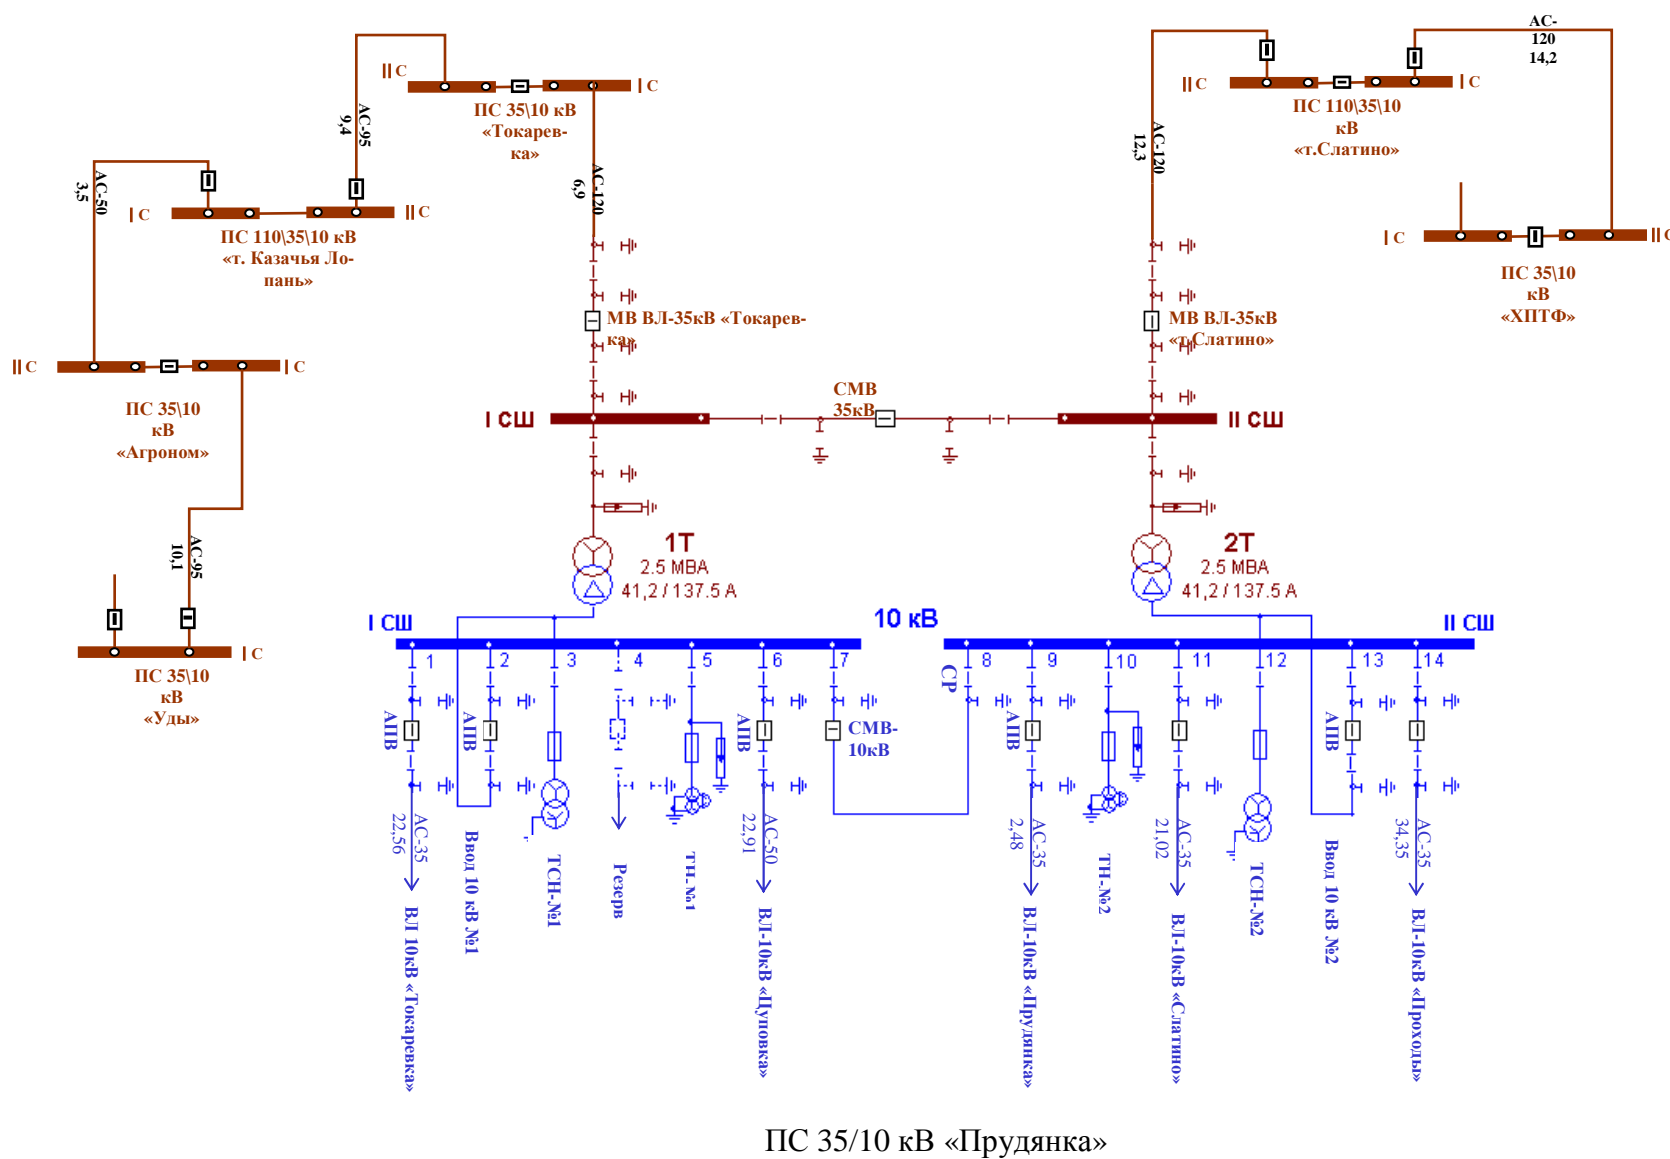 II С
I С
ПС 35\10 кВ
«Токарев-
ка»
АС-95
9,4
АС-120
6,9
АС-50
3,5
I С
II С
ПС 110\35\10 кВ
«т. Казачья Ло-
пань»
II С
I С
ПС 35\10
кВ
«Агроном»
АС-95
10,1
I С
ПС 35\10
кВ
«Уды»
АС-
120
14,2
II С
I С
ПС 110\35\10
кВ
«т.Слатино»
АС-120
12,3
I С
II С
ПС 35\10
кВ
«ХПТФ»
МВ ВЛ-35кВ «Токарев-
ка»
МВ ВЛ-35кВ
«т.Слатино»
СМВ
35кВ
I СШ
II СШ
1Т
2.5 МВА
41,2 / 137.5 А
2Т
2.5 МВА
41,2 / 137.5 А
I СШ
10 кВ
II СШ
1
2
3
4
5
6
7
8
9
10
11
12
13
14
СР
АПВ
АПВ
АПВ
СМВ-
10кВ
АПВ
АПВ
АС-35
22,56
АС-50
22,91
АС-35
2,48
АС-35
21,02
АС-35
34,35
ВЛ 10кВ «Токаревка»
Ввод 10 кВ №1
ТСН-№1
Резерв
ТН-№1
ВЛ-10кВ «Цуповка»
ВЛ-10кВ «Прудянка»
ТН-№2
ВЛ-10кВ «Слатино»
ТСН-№2
Ввод 10 кВ №2
ВЛ-10кВ «Проходы»
ПС 35/10 кВ «Прудянка»